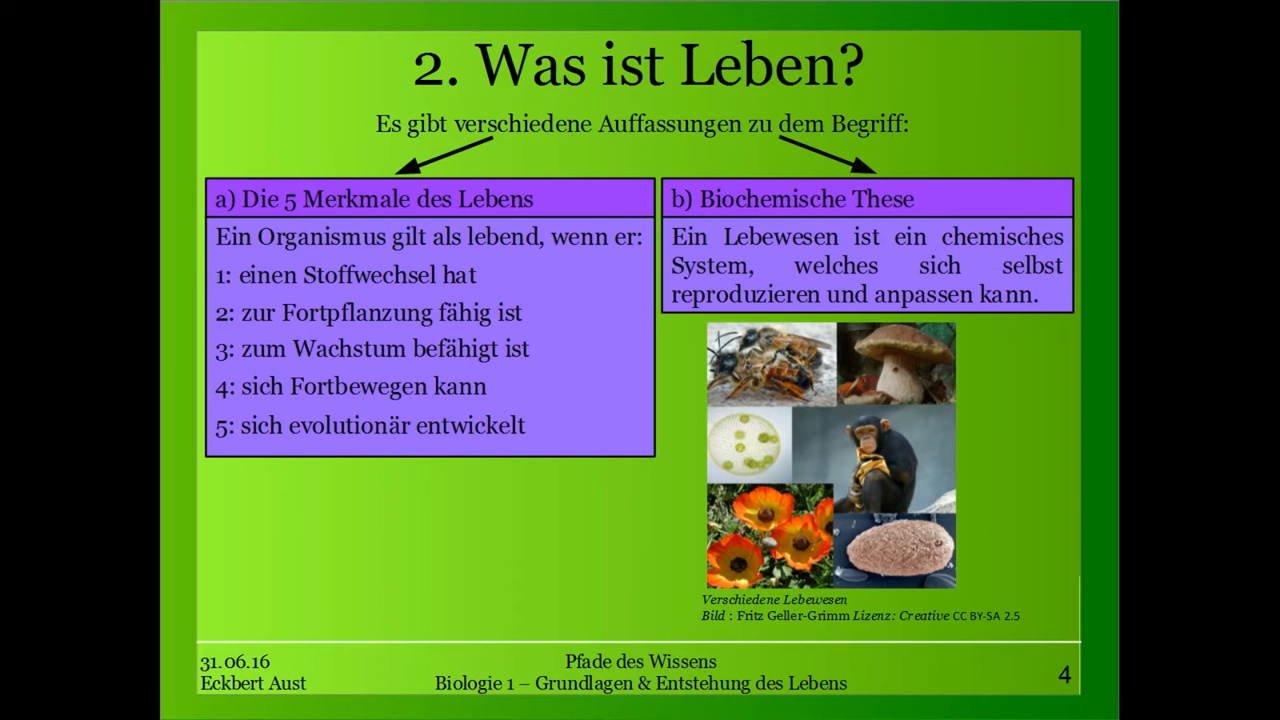 2. Was ist Leben?
Es gibt verschiedene Auffassungen zu dem Begriff:
a) Die 5 Merkmale des Lebens
Ein Organismus gilt als lebend, wenn er:
1: einen Stoffwechsel hat
2: zur Fortpflanzung fähig ist
3: zum Wachstum befähigt ist
4: sich Fortbewegen kann
5: sich evolutionär entwickelt
b) Biochemische These
Ein Lebewesen ist ein chemisches
System, welches sich selbst
reproduzieren und anpassen kann.
Verschiedene Lebewesen
Bild : Fritz Geller-Grimm Lizenz: Creative CC BY-SA 2.5
31.06.16
Eckbert Aust
Pfade des Wissens
Biologie 1 – Grundlagen & Entstehung des Lebens
4